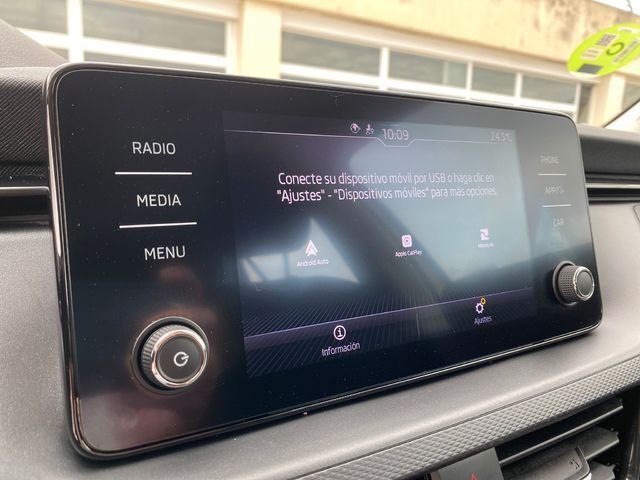 RADIO
MEDIA
MENU
10:09
24.5°C
Conecte su dispositivo móvil por USB o haga clic en
"Ajustes" - "Dispositivos móviles" para más opciones.
Android Auto
Apple CarPlay
MirrorLink
Información
Ajustes
PHONE
CAR